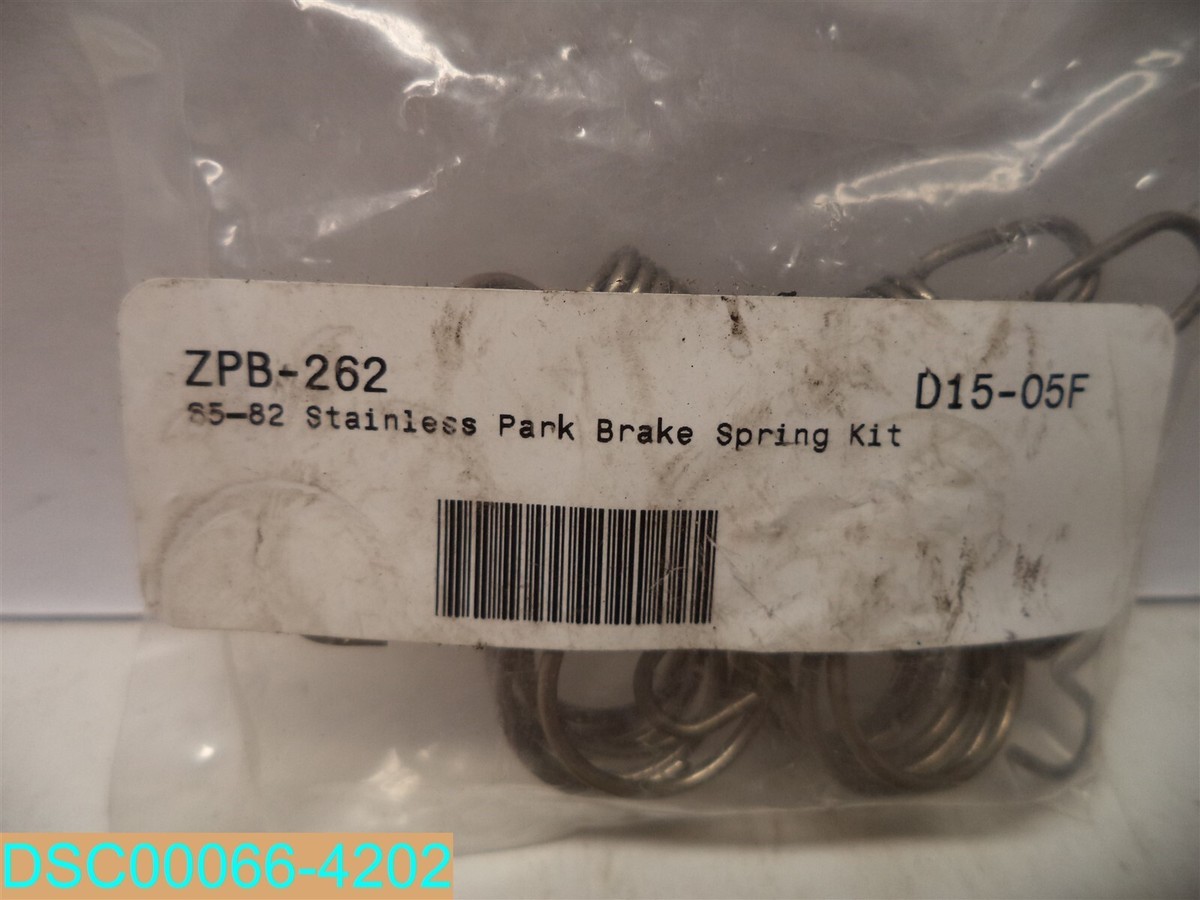 ZPB-262
D15-05F
65-82 Stainless Park Brake Spring Kit
DSC00066-4202